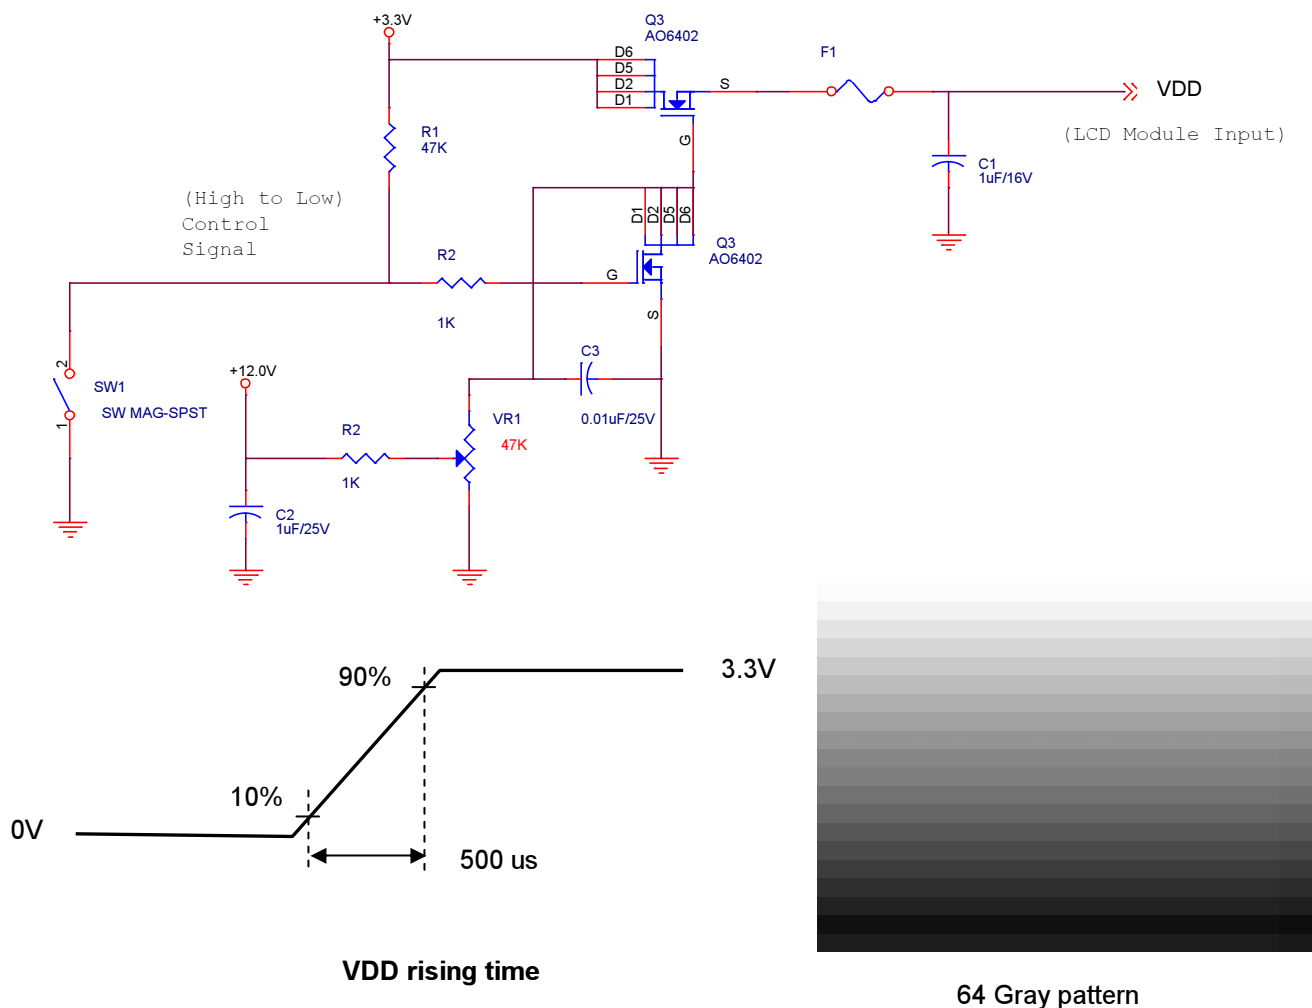 +3.3V
Q3
AO6402
D6
D5
D2
D1
S
G
F1
VDD
(LCD Module Input)
R1
47K
C1
1uF/16V
(High to Low)
Control
Signal
D1
D2
D5
D6
Q3
AO6402
R2
1K
G
S
2
1
SW1
SW MAG-SPST
+12.0V
C3
0.01uF/25V
VR1
47K
R2
1K
C2
1uF/25V
90%
3.3V
10%
0V
500 us
VDD rising time
64 Gray pattern